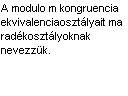 A modulo m kongruencia
ekvivalenciaosztályait ma
radékosztályoknak
nevezzük.